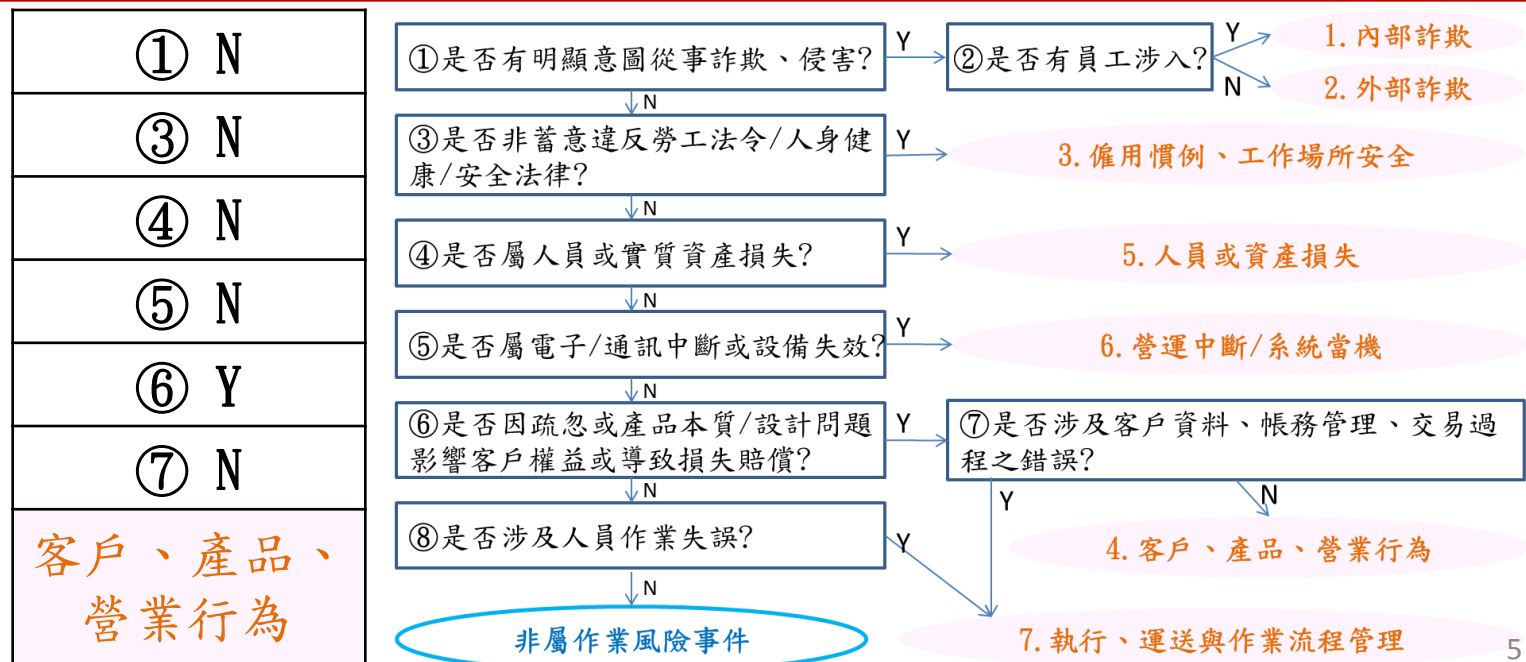 ① N
③ N
④ N
⑤ N
⑥ Y
⑦ N
客戶、產品、
營業行為
①是否有明顯意圖從事詐欺、侵害?
Y
②是否有員工涉入?
Y
1.內部詐欺
N
2.外部詐欺
N
③是否非蓄意違反勞工法令/人身健
康/安全法律?
Y
3.僱用慣例、工作場所安全
N
④是否屬人員或實質資產損失?
Y
5.人員或資產損失
N
⑤是否屬電子/通訊中斷或設備失效?
Y
6.營運中斷/系統當機
N
⑥是否因疏忽或產品本質/設計問題
影響客戶權益或導致損失賠償?
Y
⑦是否涉及客戶資料、帳務管理、交易過
程之錯誤?
N
Y
N
⑧是否涉及人員作業失誤?
Y
4.客戶、產品、營業行為
N
非屬作業風險事件
7.執行、運送與作業流程管理
5